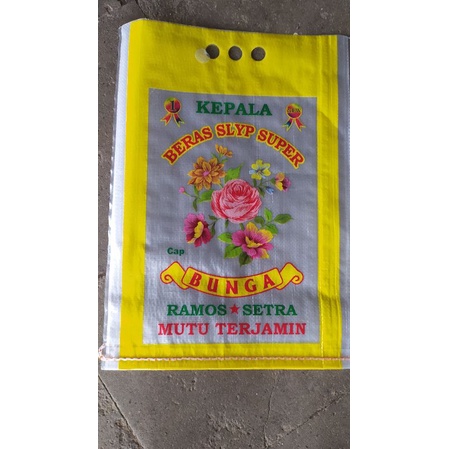 KEPALA
BERAS SLYP SUPER
Cap
BUNGA
RAMOS ★ SETRA
MUTU TERJAMIN